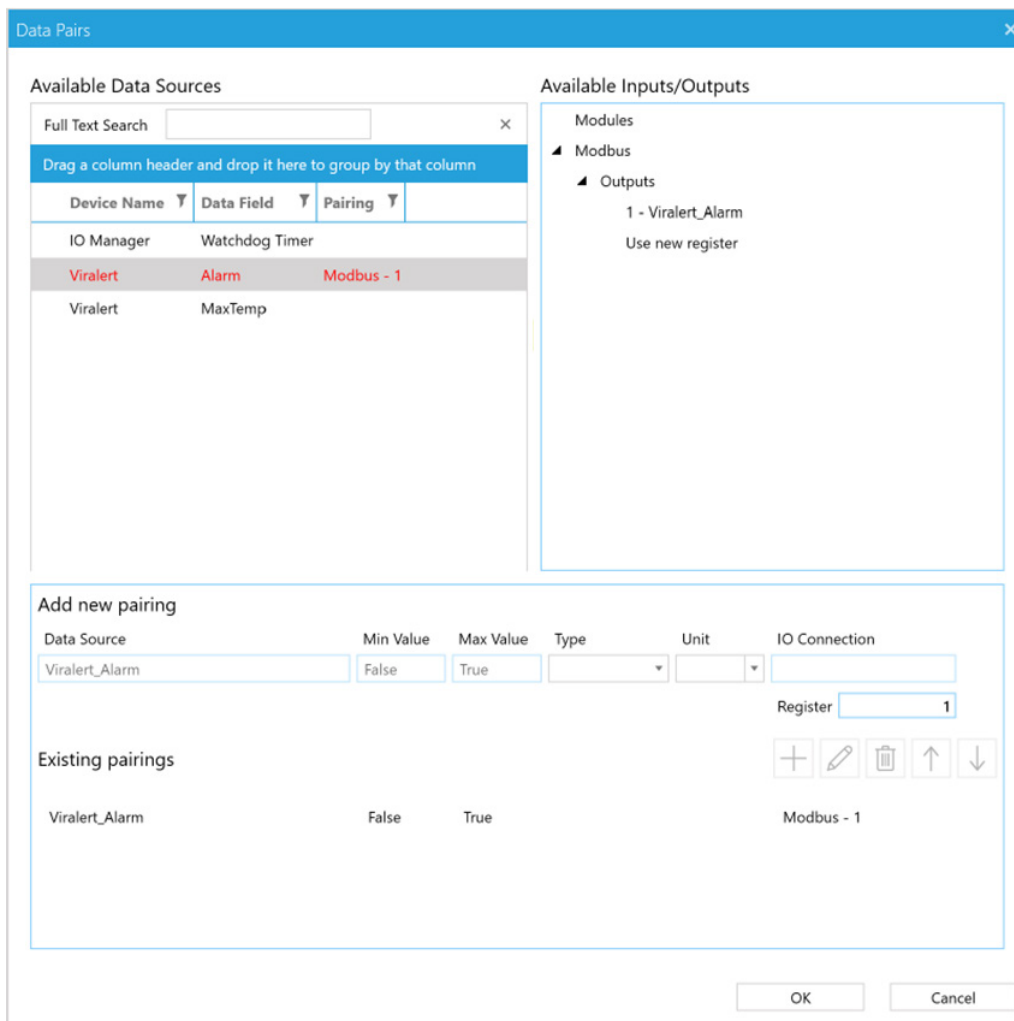 Data Pairs
Available Data Sources
Available Inputs/Outputs
Full Text Search
Drag a column header and drop it here to group by that column
Device Name Data Field Pairing
IO Manager Watchdog Timer
Viralert Alarm Modbus - 1
Viralert MaxTemp
Modules
Modbus
Outputs
1 - Viralert_Alarm
Use new register
Add new pairing
Data Source Min Value Max Value Type Unit IO Connection
Viralert_Alarm False True
Register 1
Existing pairings
Viralert_Alarm False True Modbus - 1
OK Cancel